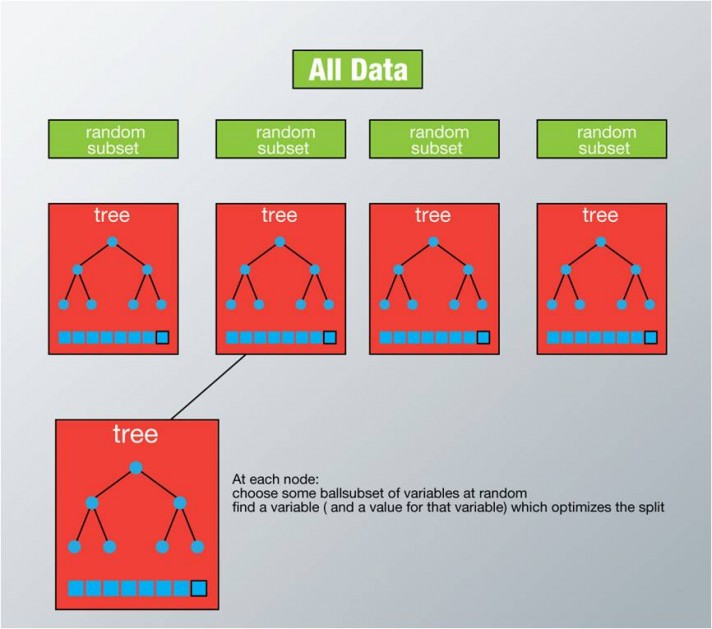 All Data
random
subset
random
subset
random
subset
random
subset
tree
tree
tree
tree
tree
At each node:
choose some ballsubset of variables at random
find a variable ( and a value for that variable) which optimizes the split